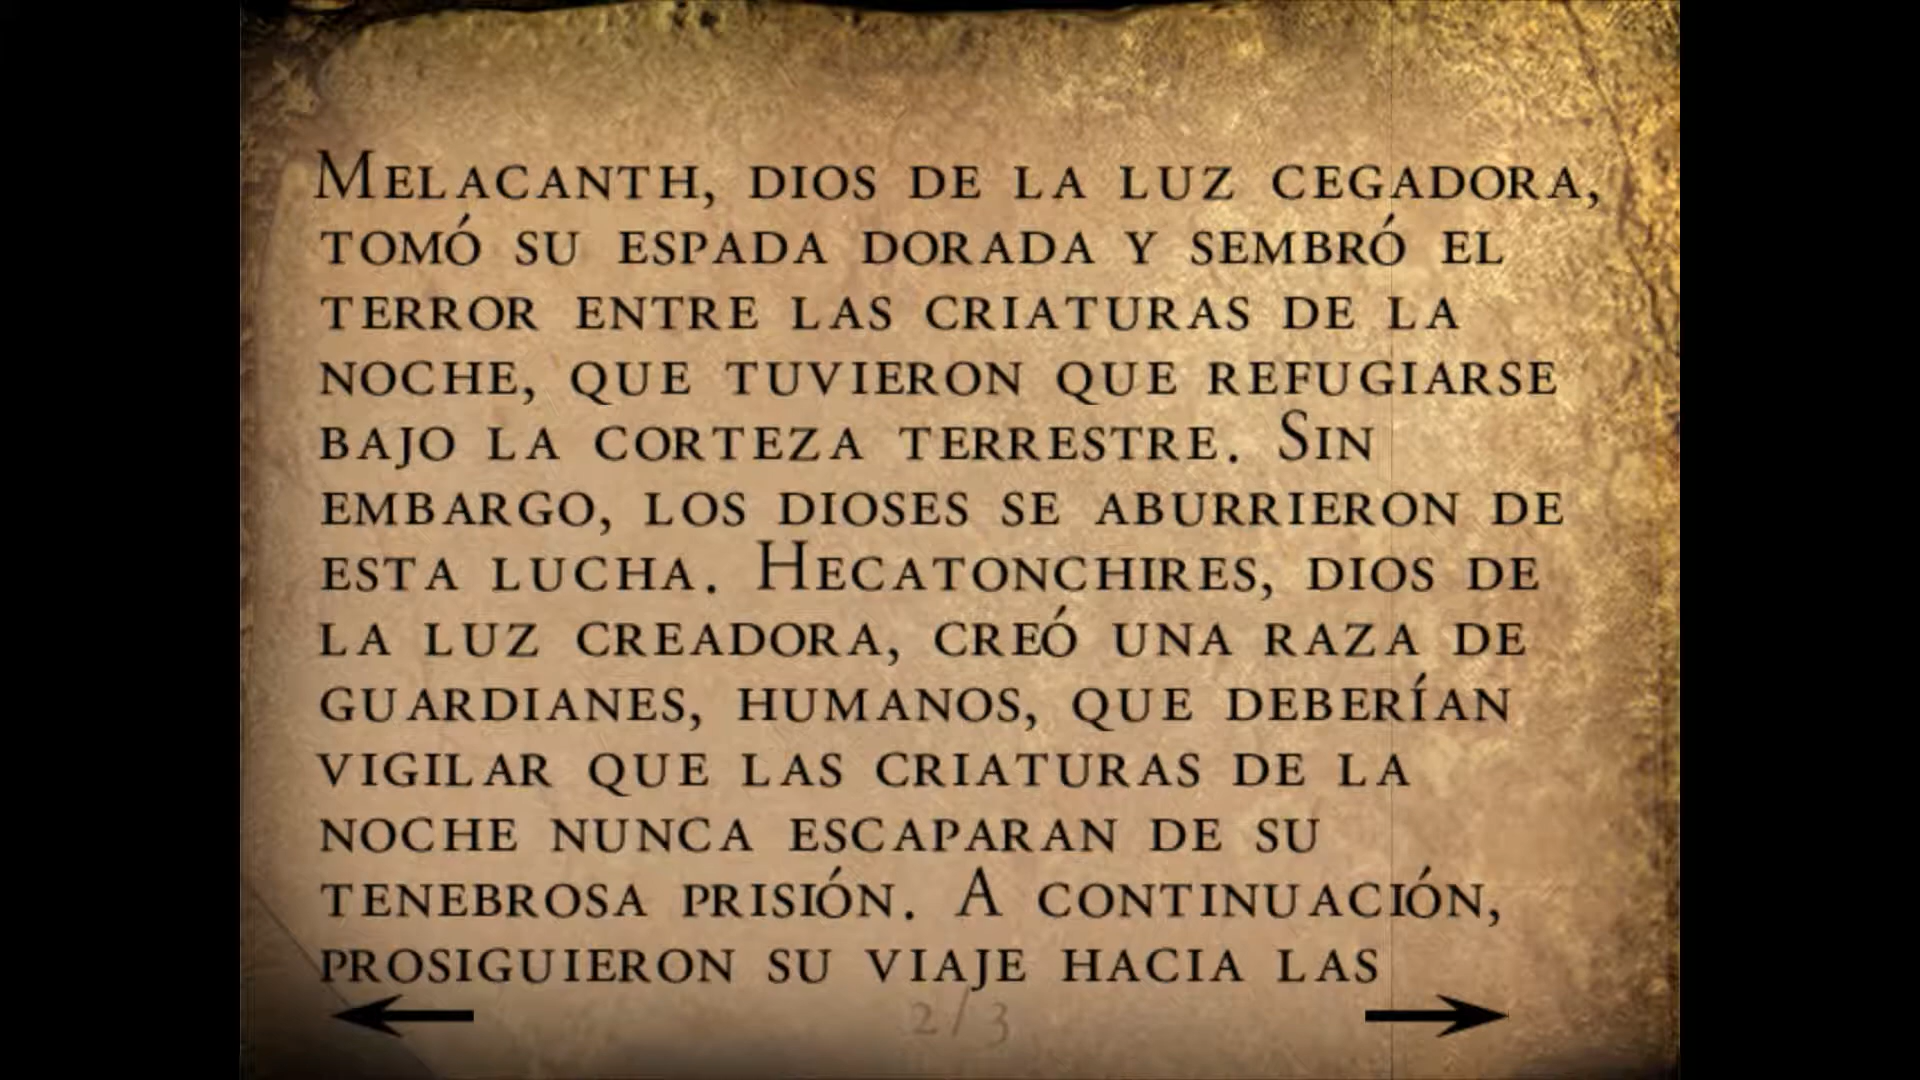 Melacanth, dios de la luz cegadora,
tomó su espada dorada y sembró el
terror entre las criaturas de la
noche, que tuvieron que refugiarse
bajo la corteza terrestre. Sin
embargo, los dioses se aburrieron de
esta lucha. Hecatonchires, dios de
la luz creadora, creó una raza de
guardianes, humanos, que deberían
vigilar que las criaturas de la
noche nunca escaparan de su
tenebrosa prisión. A continuación,
prosiguieron su viaje hacia las
2/3